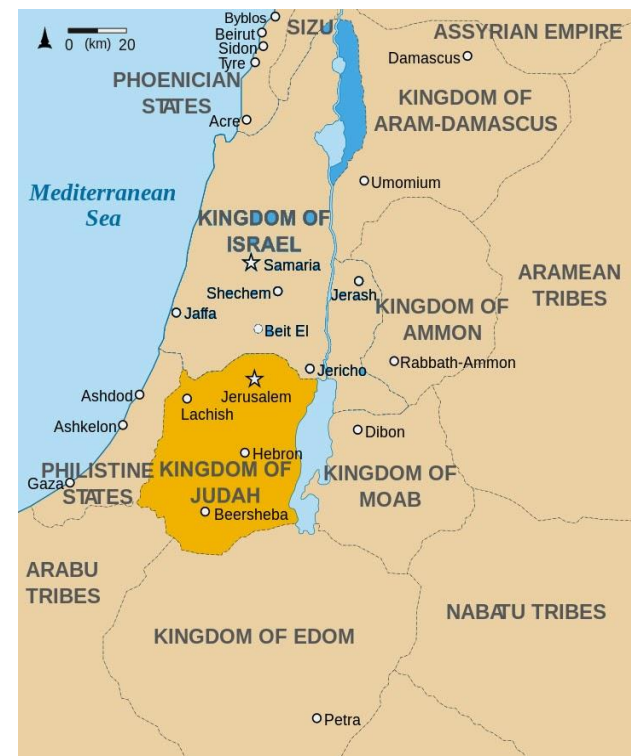 Byblos
Beirut
Sidon
Tyre
SIZU
ASSYRIAN EMPIRE
Damascus
0 (km) 20
PHOENICIAN
STATES
KINGDOM OF
ARAM-DAMASCUS
Acre
Umomium
Mediterranean
Sea
KINGDOM OF
ISRAEL
Samaria
Shechem
Jerash
ARAMEAN
TRIBES
Jaffa
Beit El
KINGDOM OF
AMMON
Jericho
Rabbath-Ammon
Jerusalem
Ashdod
Lachish
Ashkelon
Dibon
Hebron
PHILISTINE
STATES
Gaza
KINGDOM OF
JUDAH
KINGDOM OF
MOAB
Beersheba
ARABU
TRIBES
NABATU TRIBES
KINGDOM OF EDOM
Petra